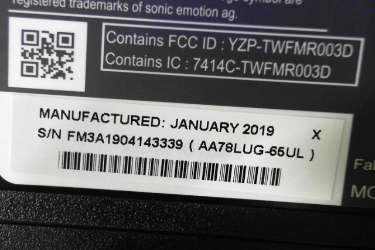 registered trademarks of sonic emotion ag.
Contains FCC ID : YZP-TWFMR003D
Contains IC : 7414C-TWFMR003D
MANUFACTURED: JANUARY 2019 X
S/N FM3A1904143339 ( AA78LUG-65UL )